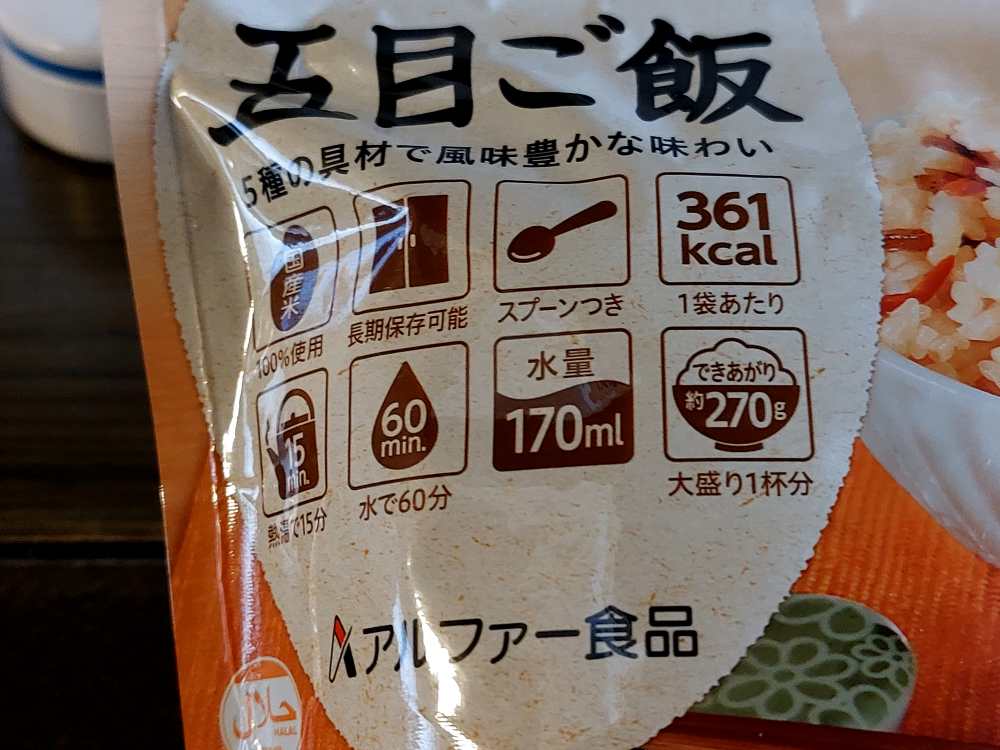 五目ご飯
5種の具材で風味豊かな味わい
国産米
100%使用
長期保存可能
スプーンつき
361
kcal
1袋あたり
15
min.
熱湯で15分
60
min.
水で60分
水量
170ml
できあがり
約270g
大盛り1杯分
アルファー食品
حلال
HALAL